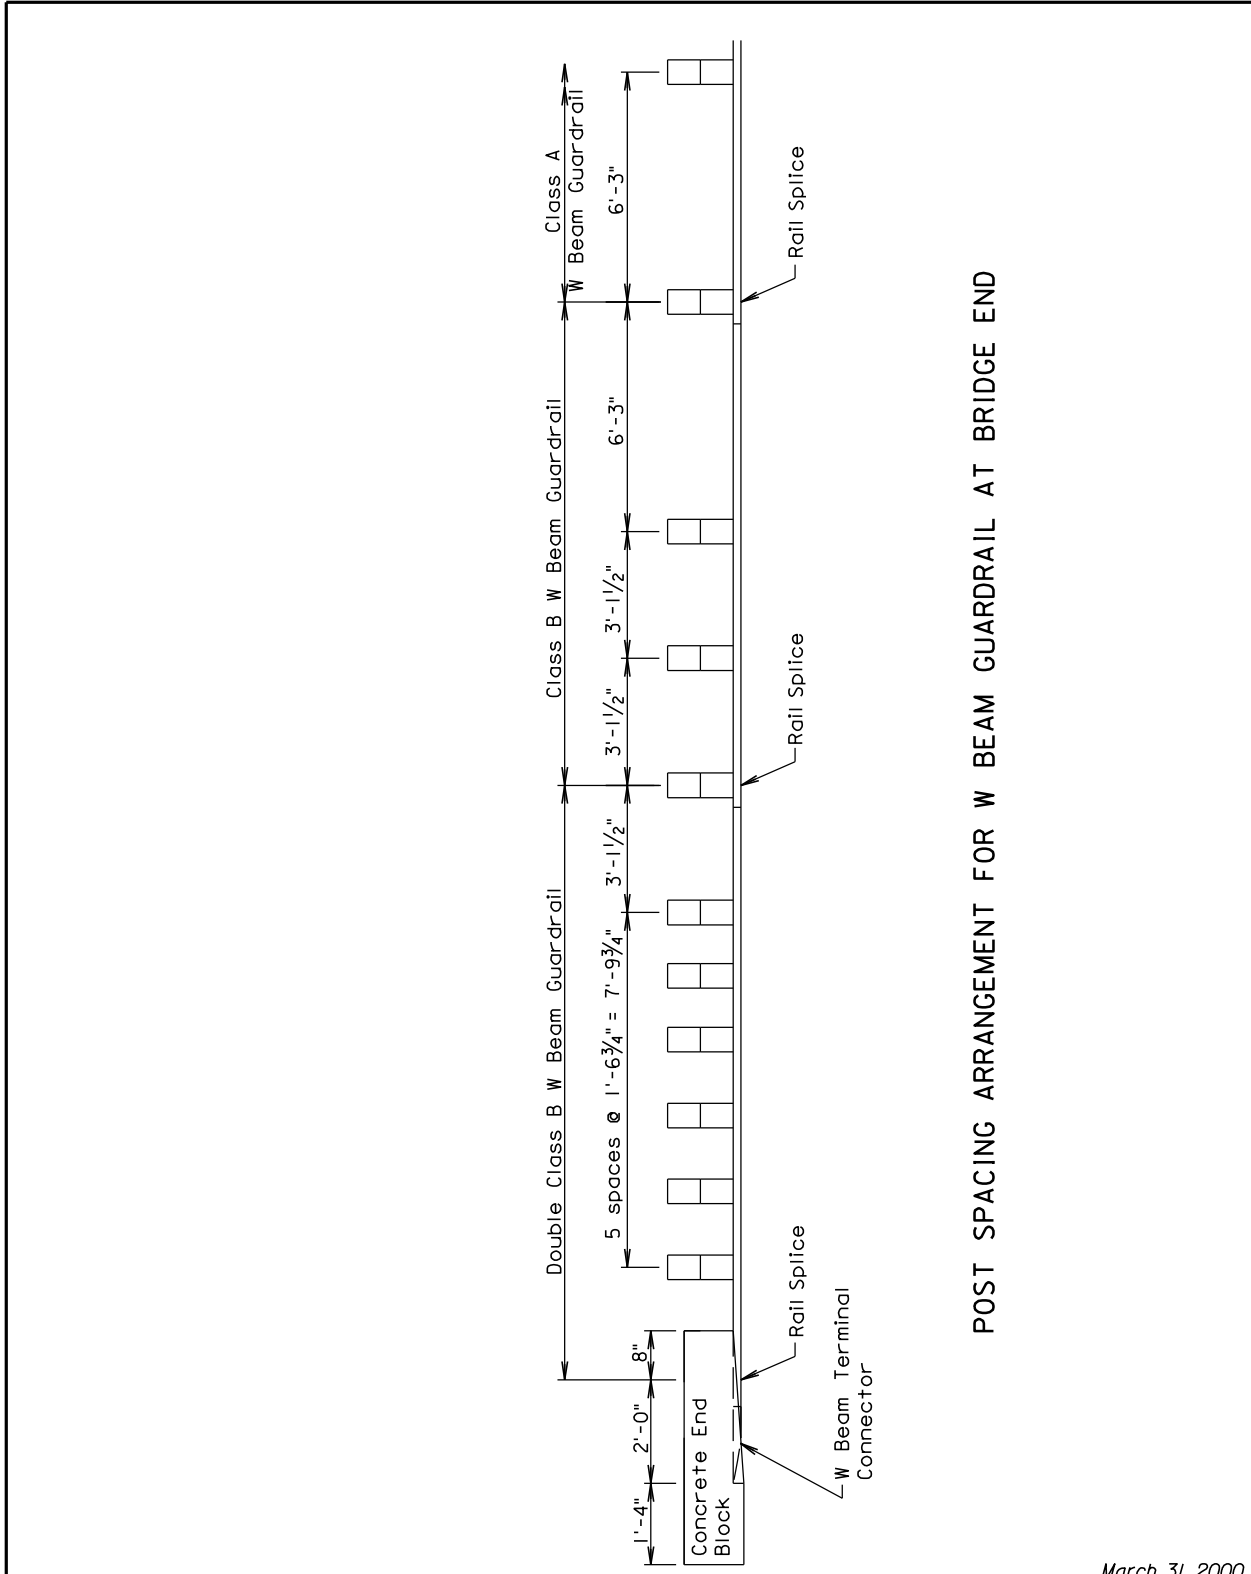 Class A
W Beam Guardrail
6'-3"
Rail Splice
Class B W Beam Guardrail
6'-3"
3'-1½"
3'-1½"
Rail Splice
Double Class B W Beam Guardrail
3'-1½"
5 spaces @ 1'-6¾" = 7'-9¾"
Rail Splice
8"
2'-0"
1'-4"
Concrete End
Block
W Beam Terminal
Connector
POST SPACING ARRANGEMENT FOR W BEAM GUARDRAIL AT BRIDGE END
March 31, 2000